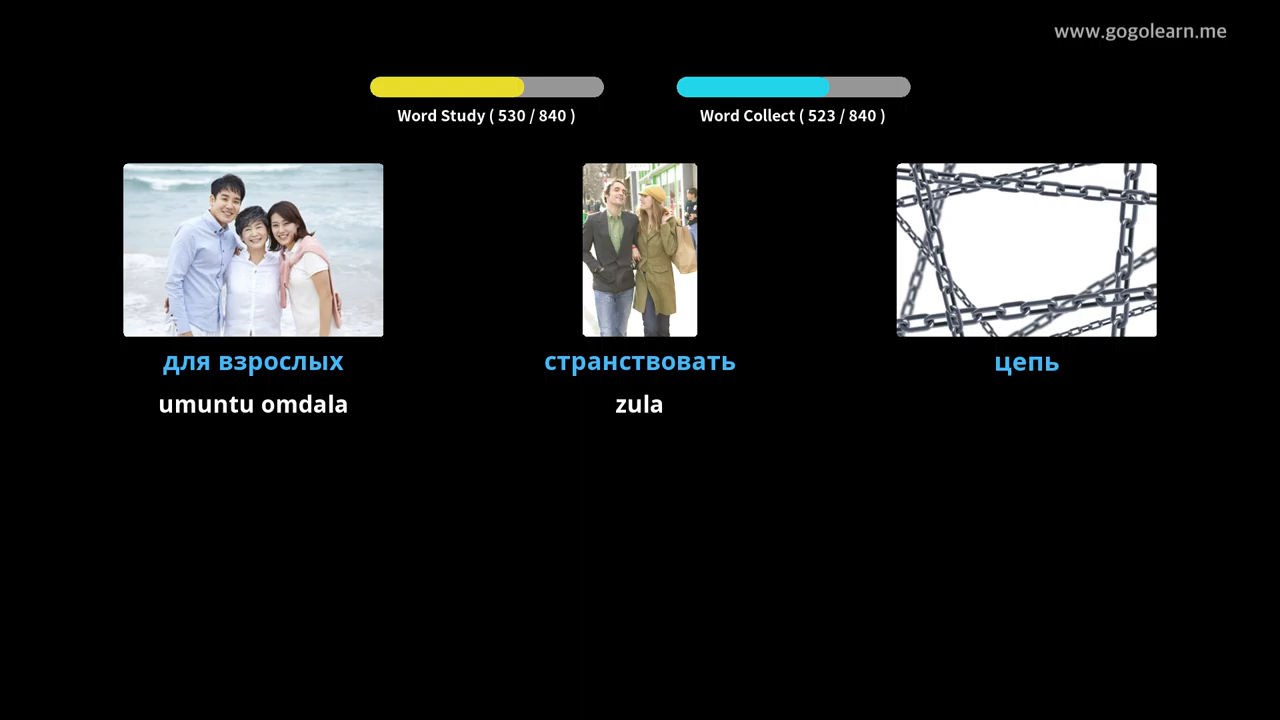 www.gogolearn.me
Word Study ( 530 / 840 )
Word Collect ( 523 / 840 )
для взрослых
странствовать
цепь
umuntu omdala
zula